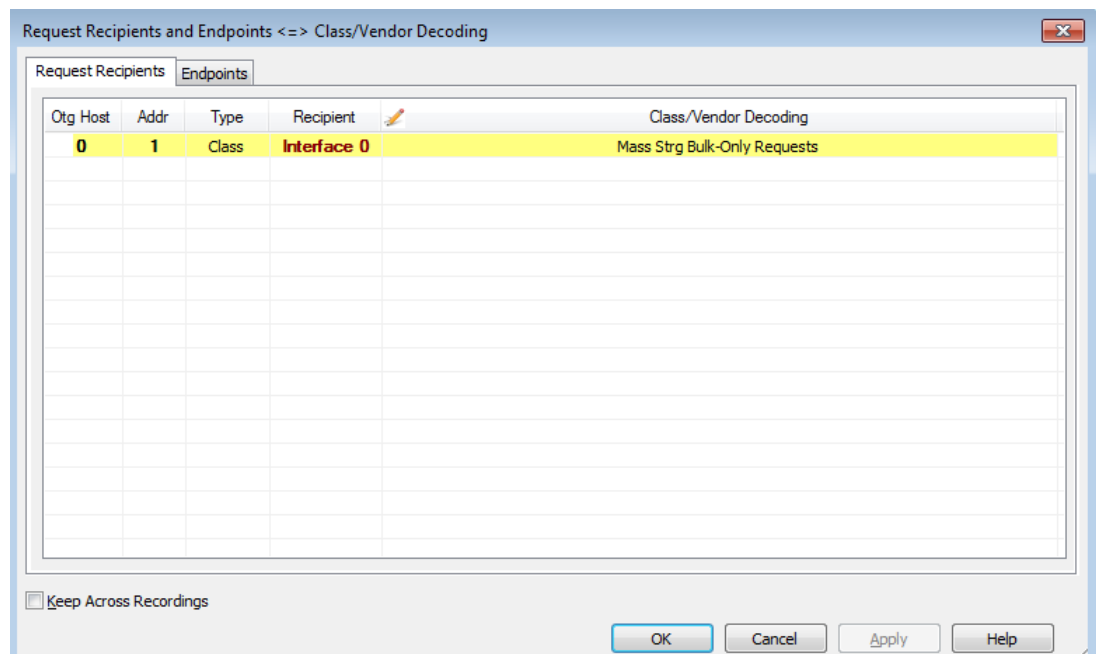 Request Recipients and Endpoints <=> Class/Vendor Decoding
Request Recipients Endpoints
Otg Host Addr Type Recipient Class/Vendor Decoding
0 1 Class Interface 0 Mass Strg Bulk-Only Requests
Keep Across Recordings
OK Cancel Apply Help